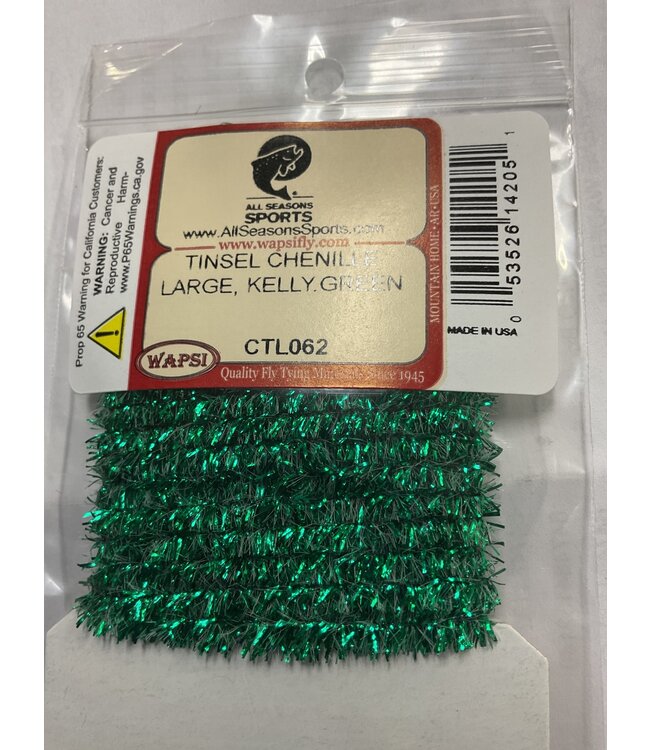 ALL SEASONS
SPORTS
www.AllSeasonsSports.com
www.wapsifly.com
TINSEL CHENILLE
LARGE, KELLY.GREEN
CTL062
WAPSI
Quality Fly Tying Materials Since 1945
MOUNTAIN HOME · AR · USA
0 53526 14205 1
MADE IN USA
Prop 65 Warning for California Customers:
WARNING: Cancer and
Reproductive Harm-
www.P65Warnings.ca.gov